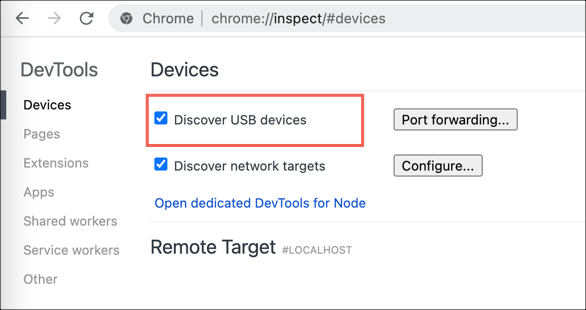 Chrome | chrome://inspect/#devices
DevTools
Devices
Pages
Extensions
Apps
Shared workers
Service workers
Other
Devices
Discover USB devices
Port forwarding...
Discover network targets
Configure...
Open dedicated DevTools for Node
Remote Target #LOCALHOST